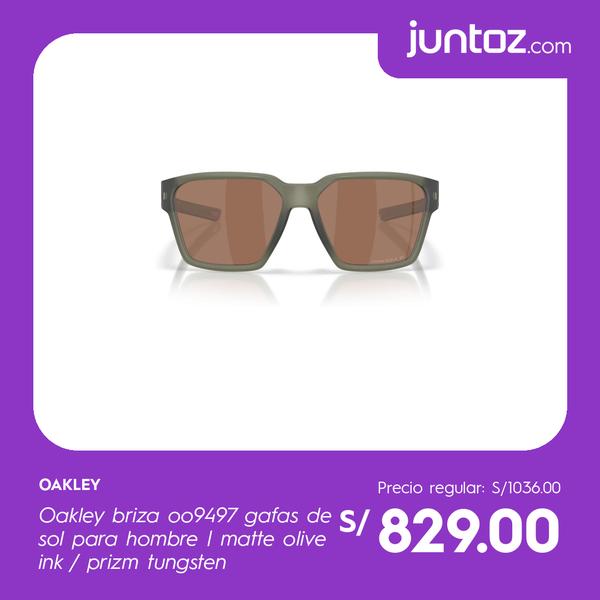 juntoz.com
OAKLEY
Oakley briza oo9497 gafas de
sol para hombre | matte olive
ink / prizm tungsten
Precio regular: S/1036.00
S/ 829.00